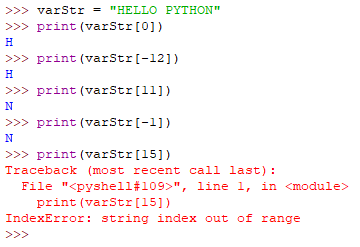 >>> varStr = "HELLO PYTHON"
>>> print(varStr[0])
H
>>> print(varStr[-12])
H
>>> print(varStr[11])
N
>>> print(varStr[-1])
N
>>> print(varStr[15])
Traceback (most recent call last):
  File "<pyshell#109>", line 1, in <module>
    print(varStr[15])
IndexError: string index out of range
>>>